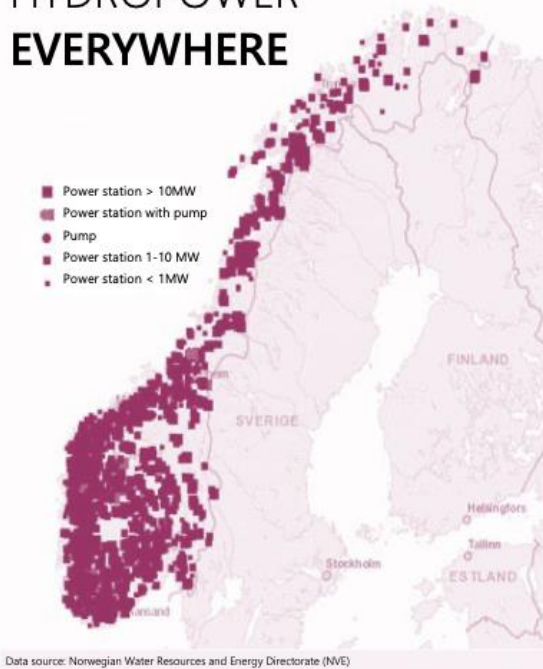 HYDROPOWER
EVERYWHERE
Power station > 10MW
Power station with pump
Pump
Power station 1-10 MW
Power station < 1MW
FINLAND
SVERIGE
Helsingfors
Tallinn
Stockholm
ESTLAND
Data source: Norwegian Water Resources and Energy Directorate (NVE)